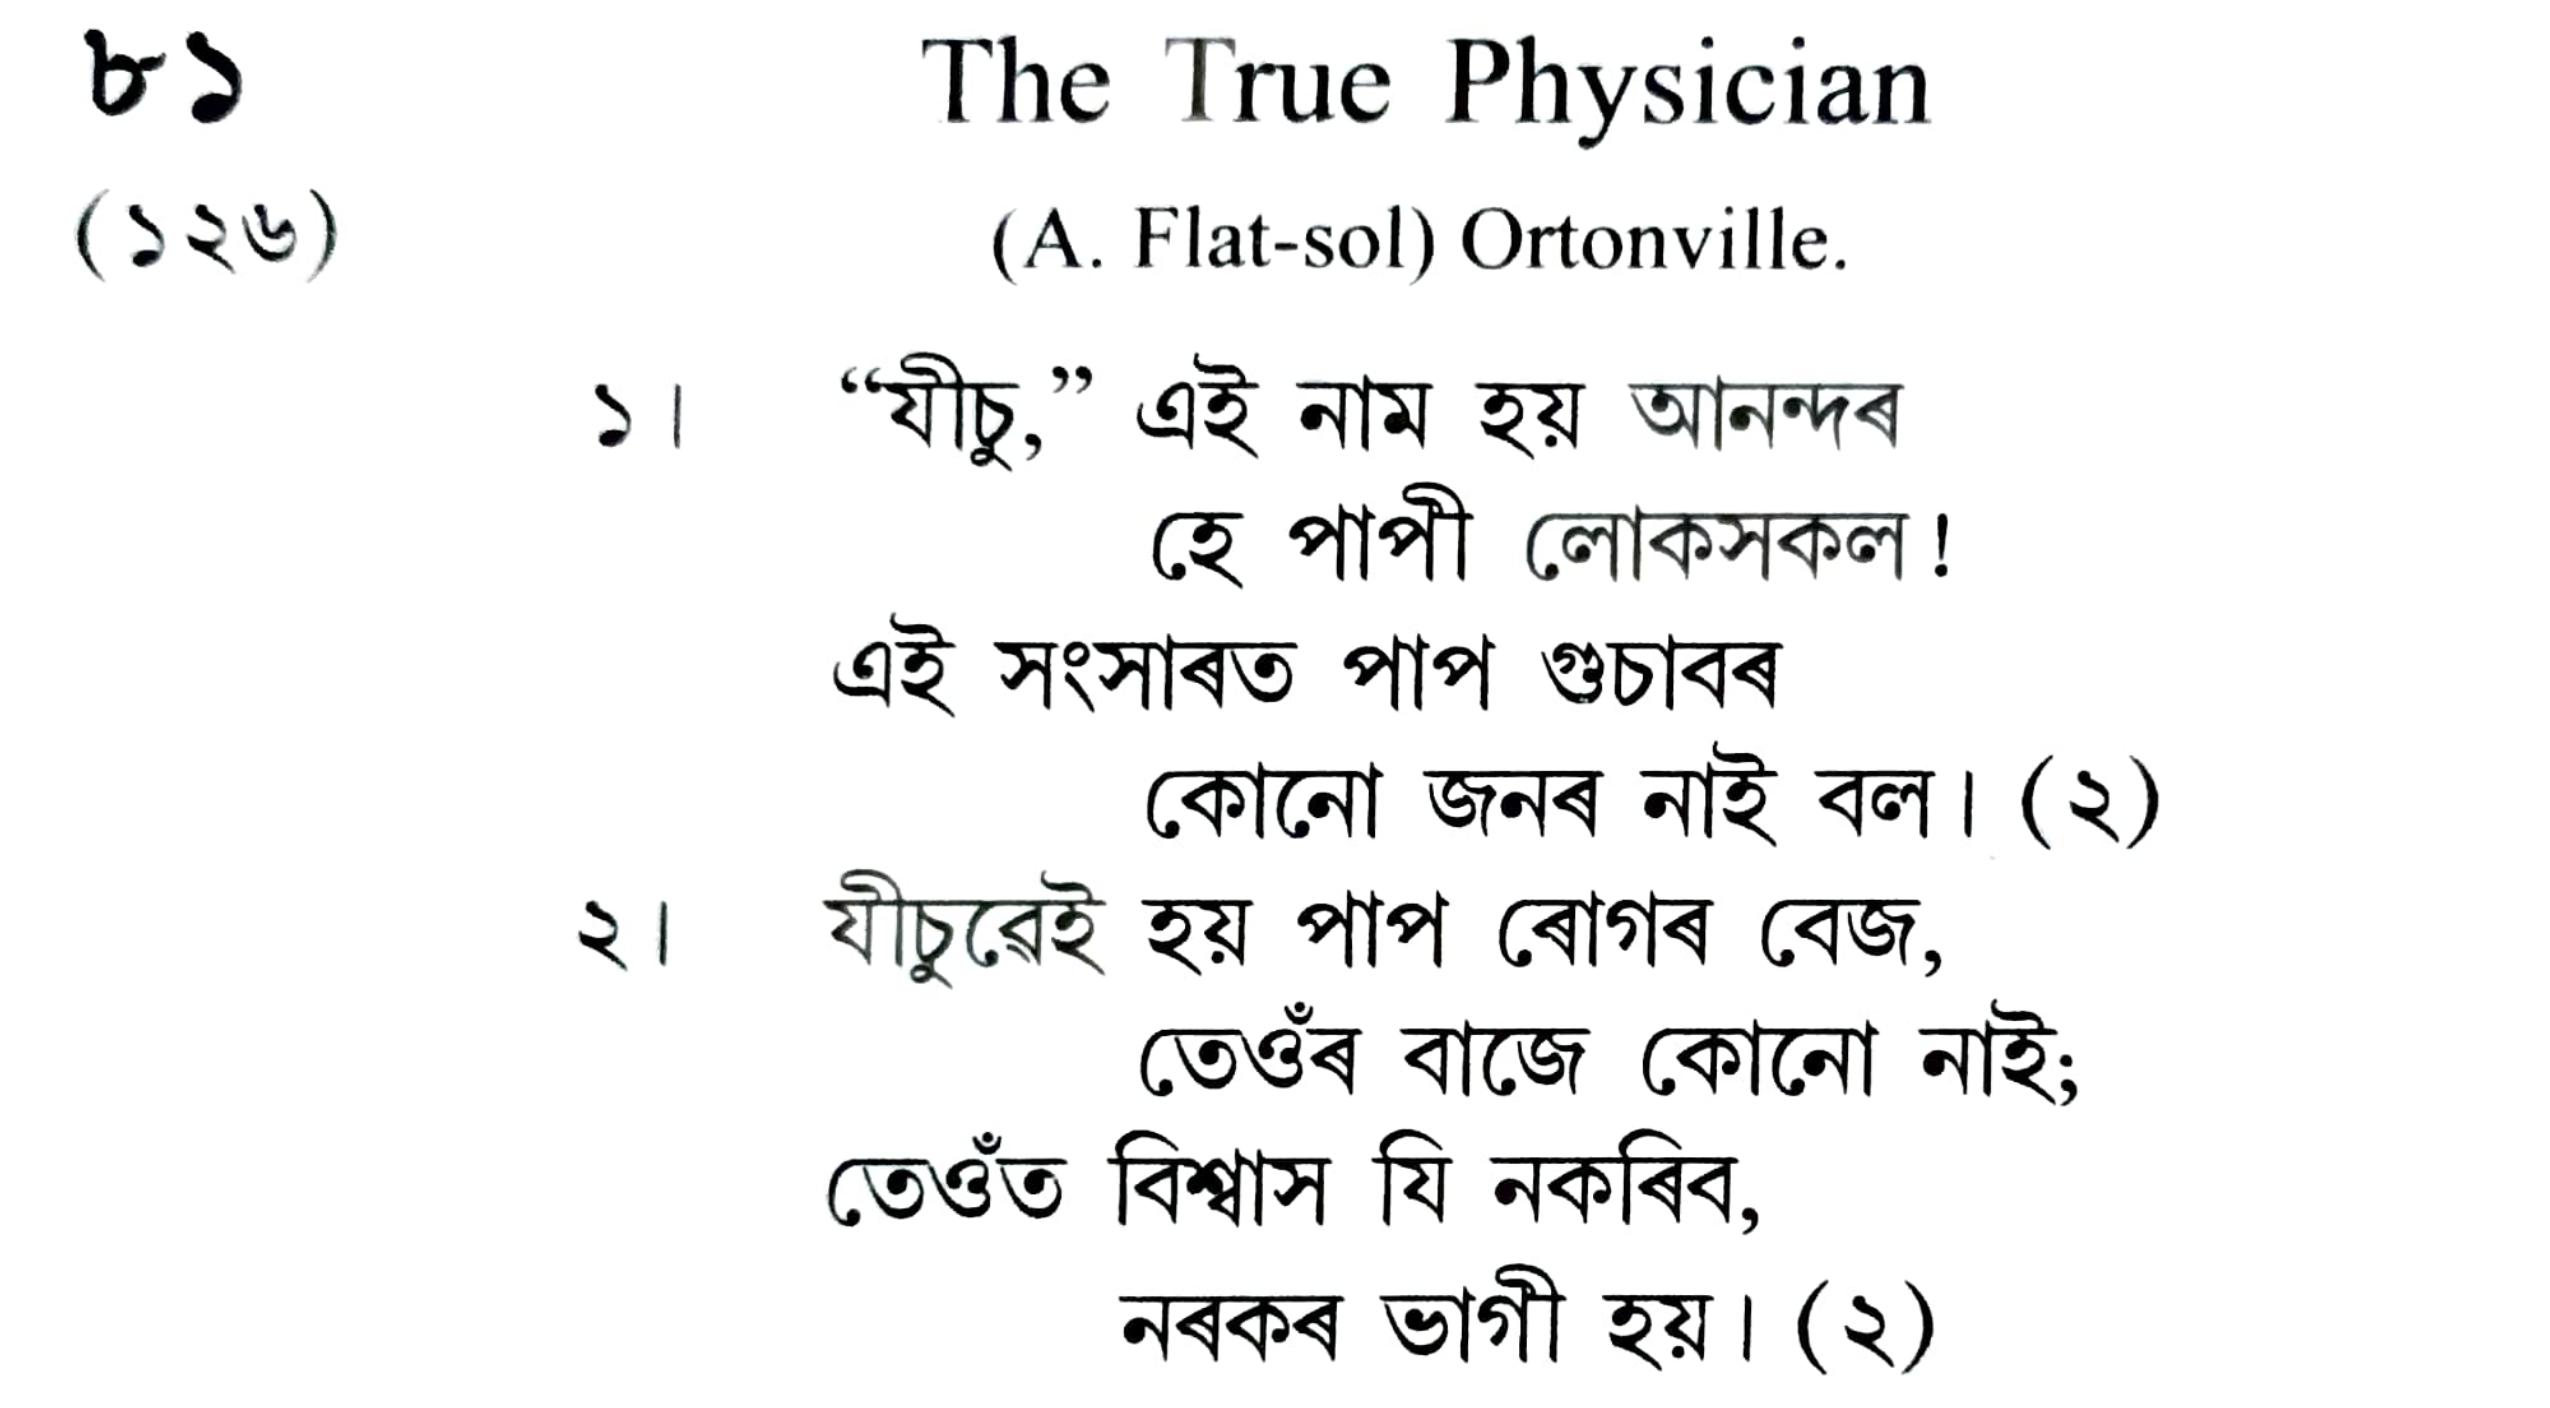 ৮১ The True Physician
(১২৬) (A. Flat-sol) Ortonville.
১। “যীচু,” এই নাম হয় আনন্দৰ
হে পাপী লোকসকল!
এই সংসাৰত পাপ গুচাবৰ
কোনো জনৰ নাই বল। (২)
২। যীচুৱেই হয় পাপ ৰোগৰ বেজ,
তেওঁৰ বাজে কোনো নাই;
তেওঁত বিশ্বাস যি নকৰিব,
নৰকৰ ভাগী হয়। (২)